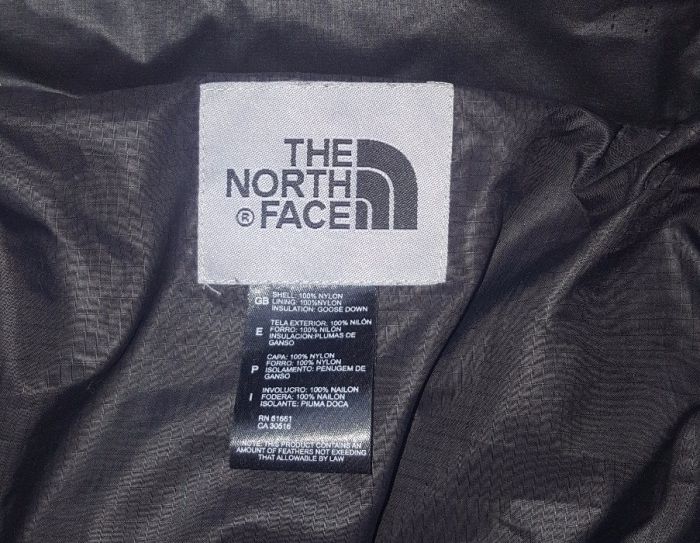 THE
NORTH
® FACE
GB SHELL: 100% NYLON
LINING: 100%NYLON
INSULATION: GOOSE DOWN
E TELA EXTERIOR: 100% NILÓN
FORRO: 100% NILÓN
INSULACION:PLUMAS DE
GANSO
P CAPA: 100% NYLON
FORRO: 100% NYLON
ISOLAMENTO: PENUGEM DE
GANSO
I INVOLUCRO: 100% NAILON
FODERA: 100% NAILON
ISOLANTE: PIUMA DOCA
RN 61661
CA 30516
NOTE: THIS PRODUCT CONTAINS AN
AMOUNT OF FEATHERS NOT EXCEEDING
THAT ALLOWABLE BY LAW